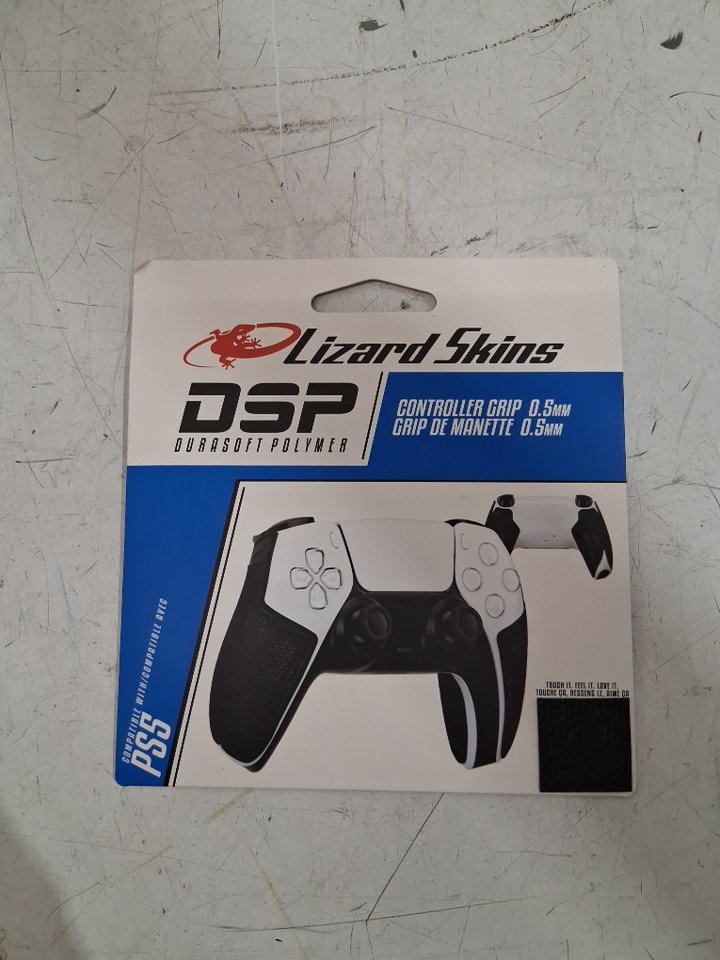 Lizard Skins
DSP
DURASOFT POLYMER
CONTROLLER GRIP 0.5MM
GRIP DE MANETTE 0.5MM
COMPATIBLE WITH/COMPATIBLE AVEC
PS5
TOUCH IT. FEEL IT. LOVE IT.
TOUCHE ÇA, RESSENS LE, AIME ÇA